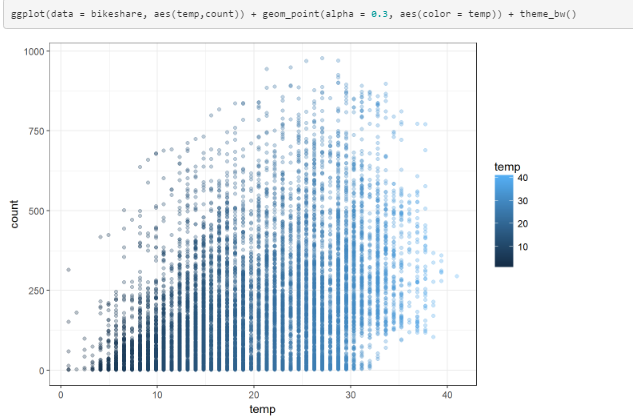 ggplot(data = bikeshare, aes(temp,count)) + geom_point(alpha = 0.3, aes(color = temp)) + theme_bw()
1000
750
500
250
0
count
0 10 20 30 40
temp
temp
40
30
20
10